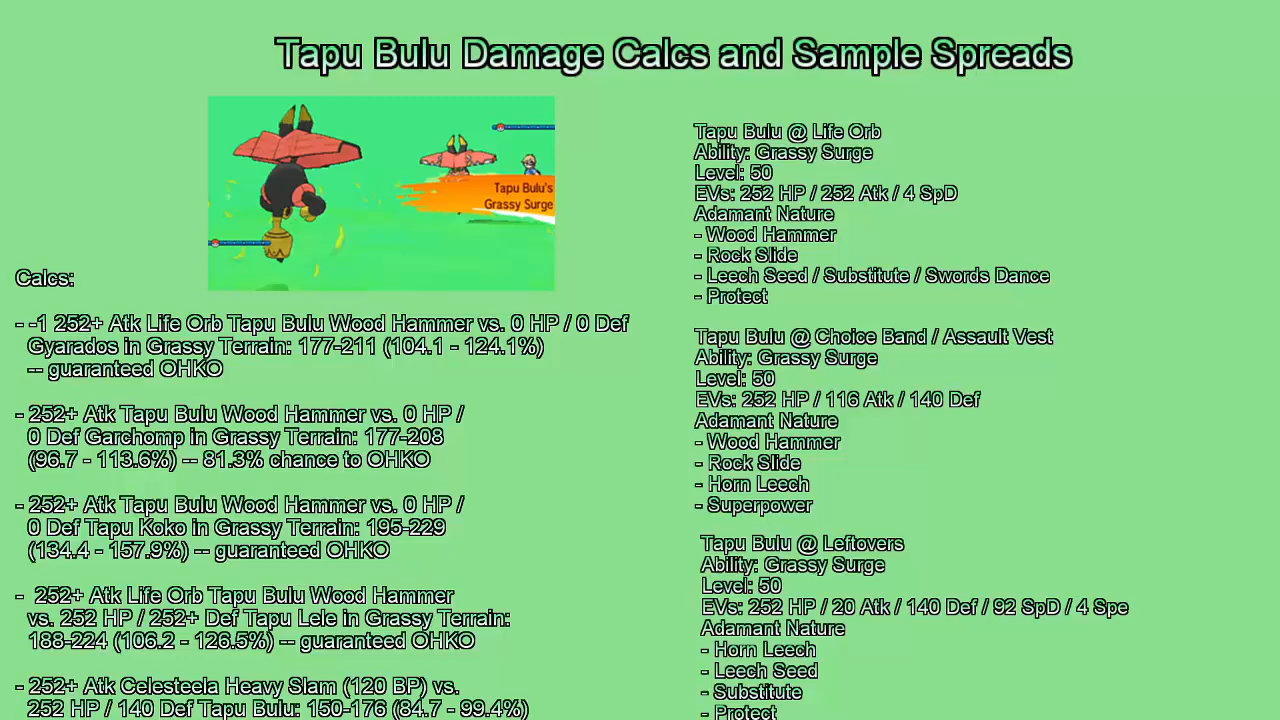 Tapu Bulu Damage Calcs and Sample Spreads
Tapu Bulu's
Grassy Surge
Calcs:
- -1 252+ Atk Life Orb Tapu Bulu Wood Hammer vs. 0 HP / 0 Def
Gyarados in Grassy Terrain: 177-211 (104.1 - 124.1%)
-- guaranteed OHKO
- 252+ Atk Tapu Bulu Wood Hammer vs. 0 HP /
0 Def Garchomp in Grassy Terrain: 177-208
(96.7 - 113.6%) -- 81.3% chance to OHKO
- 252+ Atk Tapu Bulu Wood Hammer vs. 0 HP /
0 Def Tapu Koko in Grassy Terrain: 195-229
(134.4 - 157.9%) -- guaranteed OHKO
- 252+ Atk Life Orb Tapu Bulu Wood Hammer
vs. 252 HP / 252+ Def Tapu Lele in Grassy Terrain:
188-224 (106.2 - 126.5%) -- guaranteed OHKO
- 252+ Atk Celesteela Heavy Slam (120 BP) vs.
252 HP / 140 Def Tapu Bulu: 150-176 (84.7 - 99.4%)
Tapu Bulu @ Life Orb
Ability: Grassy Surge
Level: 50
EVs: 252 HP / 252 Atk / 4 SpD
Adamant Nature
- Wood Hammer
- Rock Slide
- Leech Seed / Substitute / Swords Dance
- Protect
Tapu Bulu @ Choice Band / Assault Vest
Ability: Grassy Surge
Level: 50
EVs: 252 HP / 116 Atk / 140 Def
Adamant Nature
- Wood Hammer
- Rock Slide
- Horn Leech
- Superpower
Tapu Bulu @ Leftovers
Ability: Grassy Surge
Level: 50
EVs: 252 HP / 20 Atk / 140 Def / 92 SpD / 4 Spe
Adamant Nature
- Horn Leech
- Leech Seed
- Substitute
- Protect